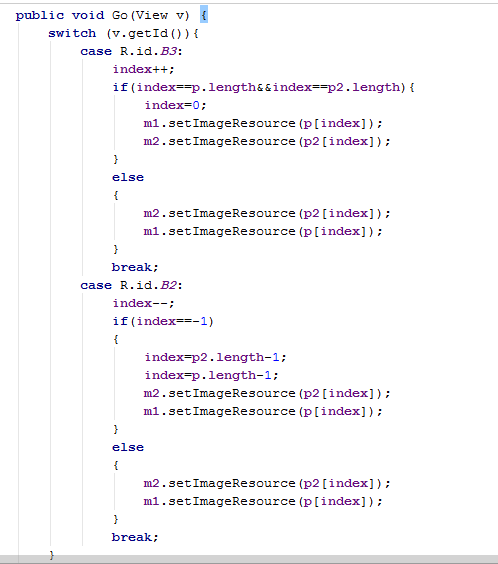 public void Go(View v) {
    switch (v.getId()){
        case R.id.B3:
            index++;
            if(index==p.length&&index==p2.length){
                index=0;
                m1.setImageResource(p[index]);
                m2.setImageResource(p2[index]);
            }
            else
            {
                m2.setImageResource(p2[index]);
                m1.setImageResource(p[index]);
            }
            break;
        case R.id.B2:
            index--;
            if(index==-1)
            {
                index=p2.length-1;
                index=p.length-1;
                m2.setImageResource(p2[index]);
                m1.setImageResource(p[index]);
            }
            else
            {
                m2.setImageResource(p2[index]);
                m1.setImageResource(p[index]);
            }
            break;
    }